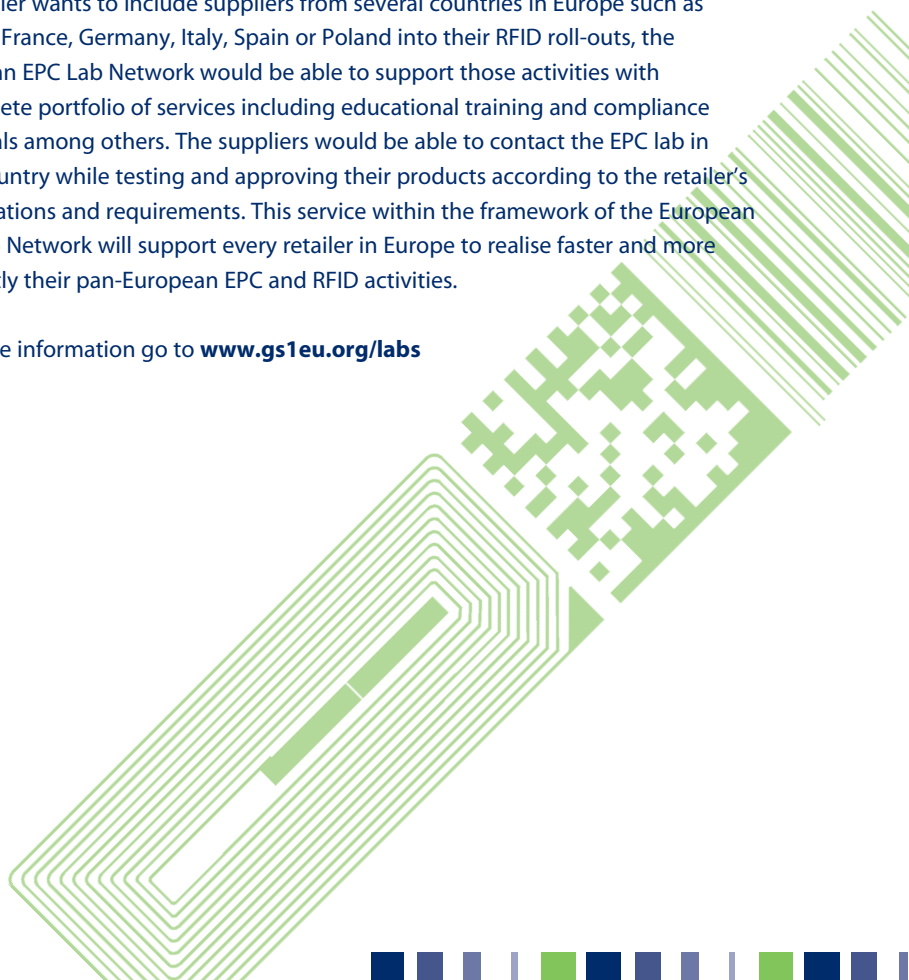 ler wants to include suppliers from several countries in Europe such as
France, Germany, Italy, Spain or Poland into their RFID roll-outs, the
n EPC Lab Network would be able to support those activities with
ete portfolio of services including educational training and compliance
ls among others. The suppliers would be able to contact the EPC lab in
untry while testing and approving their products according to the retailer's
ations and requirements. This service within the framework of the European
Network will support every retailer in Europe to realise faster and more
tly their pan-European EPC and RFID activities.
e information go to www.gs1eu.org/labs